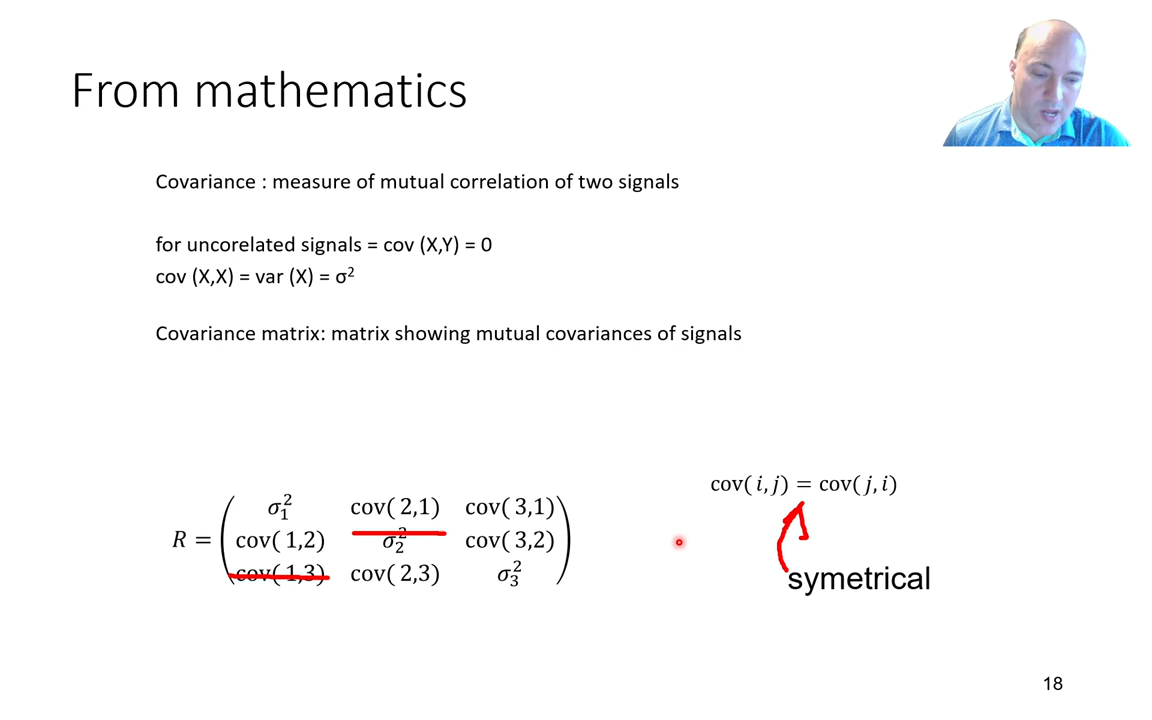 From mathematics
Covariance : measure of mutual correlation of two signals
for uncorelated signals = cov (X,Y) = 0
cov (X,X) = var (X) = σ²
Covariance matrix: matrix showing mutual covariances of signals
cov(i,j) = cov(j,i)
σ₁² cov(2,1) cov(3,1)
R = cov(1,2) σ₂² cov(3,2)
cov(1,3) cov(2,3) σ₃²
symetrical
18